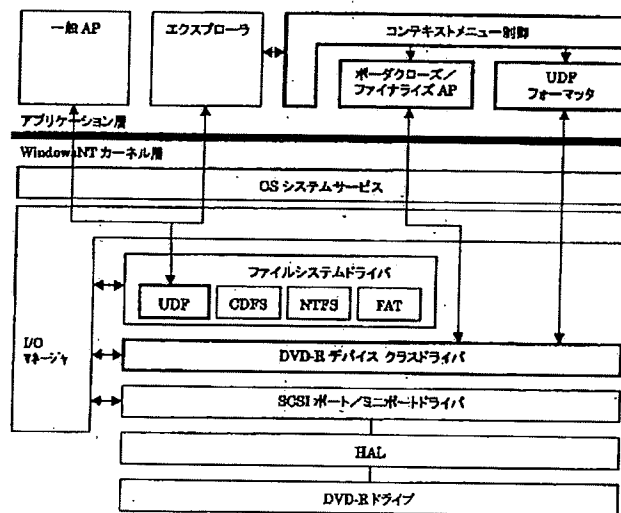 一般 AP
エクスプローラ
コンテキストメニュー制御
ボーダクローズ／
ファイナライズ AP
UDF
フォーマッタ
アプリケーション層
WindowsNT カーネル層
OS システムサービス
ファイルシステムドライバ
UDF
CDFS
NTFS
FAT
I/O
マネージャ
DVD-R デバイス クラスドライバ
SCSI ポート／ミニポートドライバ
HAL
DVD-R ドライブ